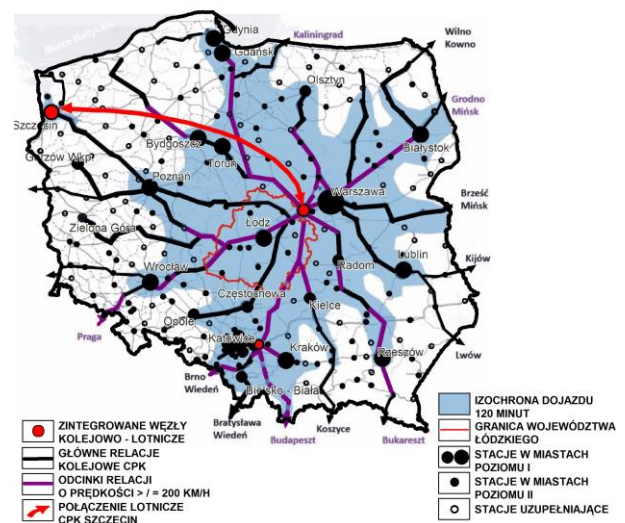 Morze Bałtyckie
Gdynia
Gdańsk
Kaliningrad
Wilno
Kowno
Olsztyn
Grodno
Mińsk
Szczecin
Bydgoszcz
Toruń
Białystok
Gorzów Wkp.
Poznań
Warszawa
Brześć
Mińsk
Zielona Góra
Łódź
Lublin
Kijów
Wrocław
Radom
Częstochowa
Kielce
Opole
Praga
Katowice
Kraków
Rzeszów
Lwów
Brno
Wiedeń
Bielsko - Biała
Bratysława
Wiedeń
Budapeszt
Koszyce
Bukareszt
ZINTEGROWANE WĘZŁY
KOLEJOWO - LOTNICZE
GŁÓWNE RELACJE
KOLEJOWE CPK
ODCINKI RELACJI
O PRĘDKOŚCI > / = 200 KM/H
POŁĄCZENIE LOTNICZE
CPK SZCZECIN
IZOCHRONA DOJAZDU
120 MINUT
GRANICA WOJEWÓDZTWA
ŁÓDZKIEGO
STACJE W MIASTACH
POZIOMU I
STACJE W MIASTACH
POZIOMU II
STACJE UZUPEŁNIAJĄCE